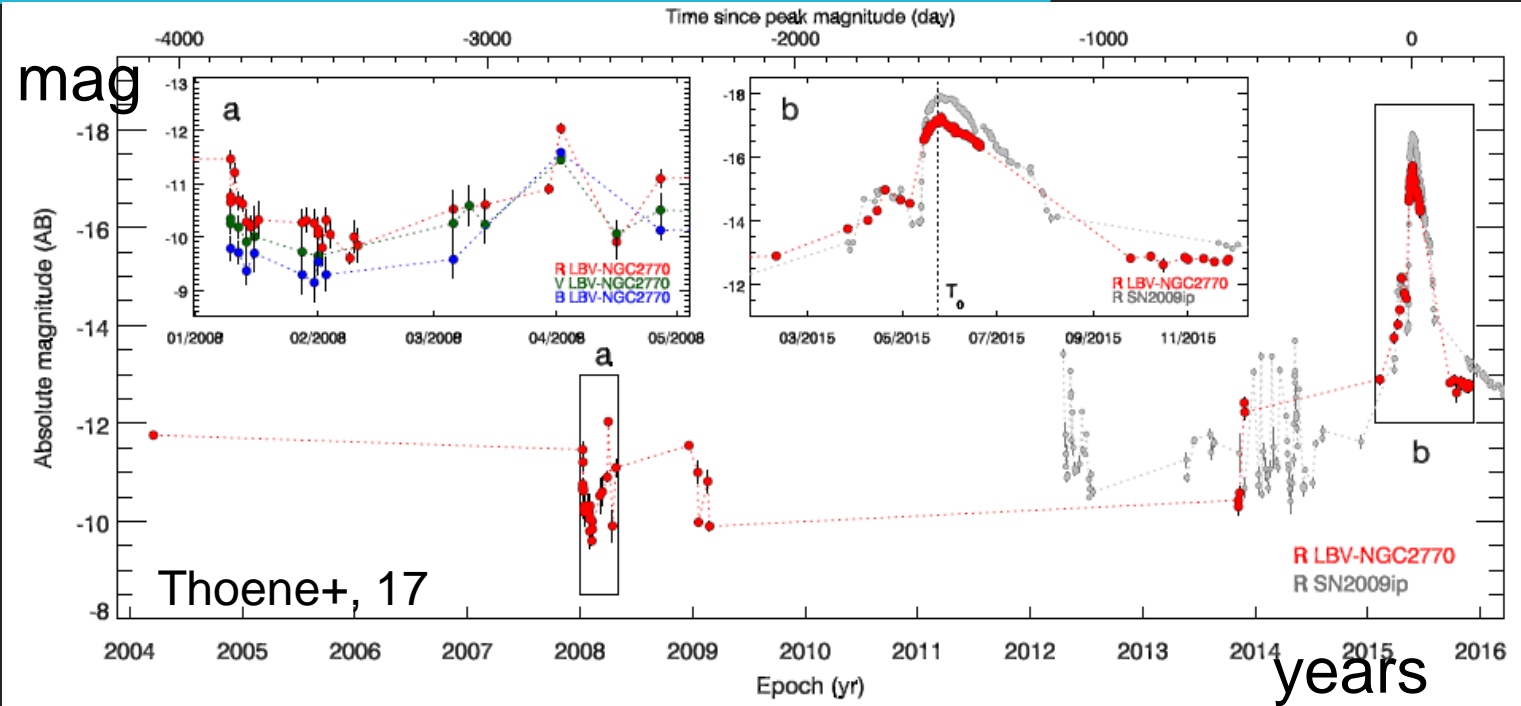 Time since peak magnitude (day)
-4000 -3000 -2000 -1000 0
mag
Absolute magnitude (AB)
-18
-16
-14
-12
-10
-8
a
-13
-12
-11
-10
-9
R LBV-NGC2770
V LBV-NGC2770
B LBV-NGC2770
01/2008 02/2008 03/2008 04/2008 05/2008
b
-18
-16
-14
-12
T0
R LBV-NGC2770
R SN2009ip
03/2015 05/2015 07/2015 09/2015 11/2015
a
b
R LBV-NGC2770
R SN2009ip
Thoene+, 17
2004 2005 2006 2007 2008 2009 2010 2011 2012 2013 2014 2015 2016
Epoch (yr)
years